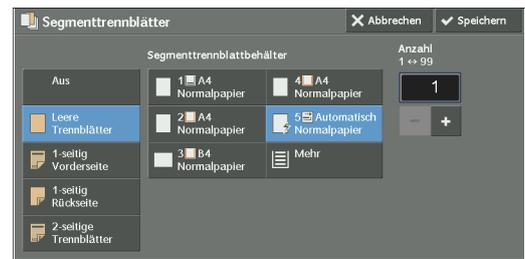 Segmenttrennblätter
Abbrechen
Speichern
Segmenttrennblattbehälter
Anzahl
1 ↔ 99
Aus
Leere
Trennblätter
1-seitig
Vorderseite
1-seitig
Rückseite
2-seitige
Trennblätter
1 A4
Normalpapier
2 A4
Normalpapier
3 B4
Normalpapier
4 A4
Normalpapier
5 Automatisch
Normalpapier
Mehr
1
− +